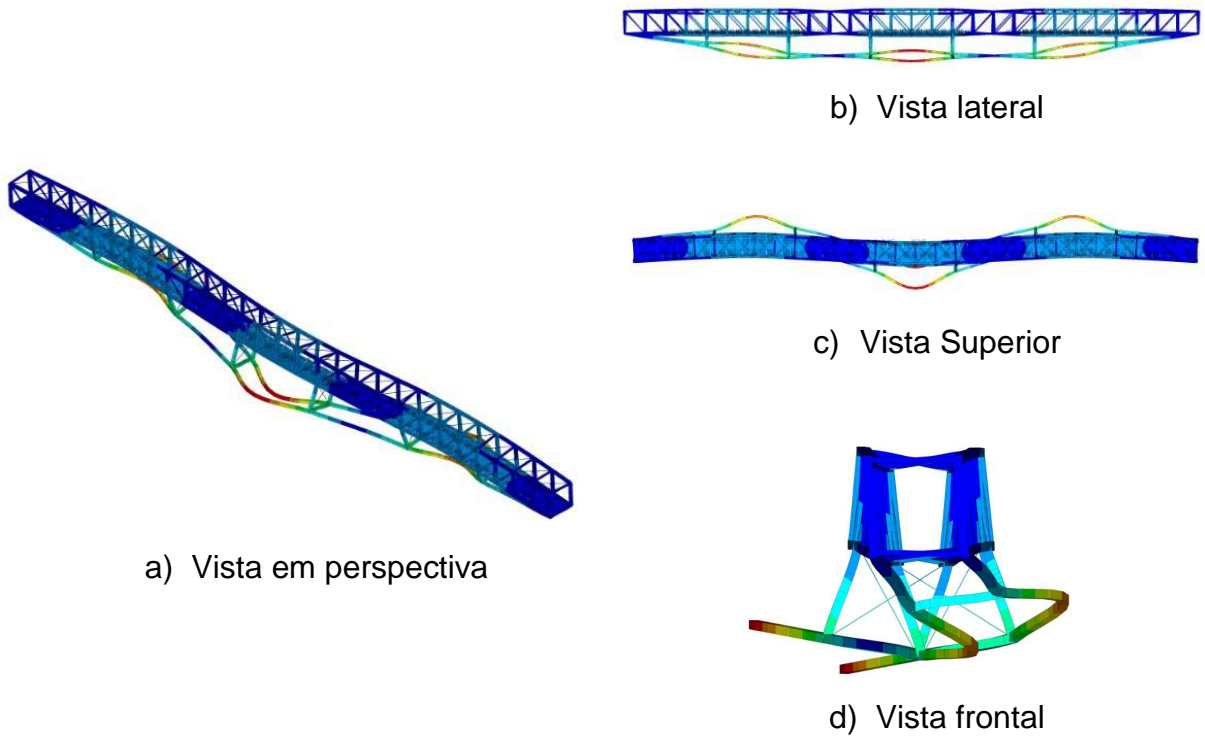 b) Vista lateral
c) Vista Superior
a) Vista em perspectiva
d) Vista frontal